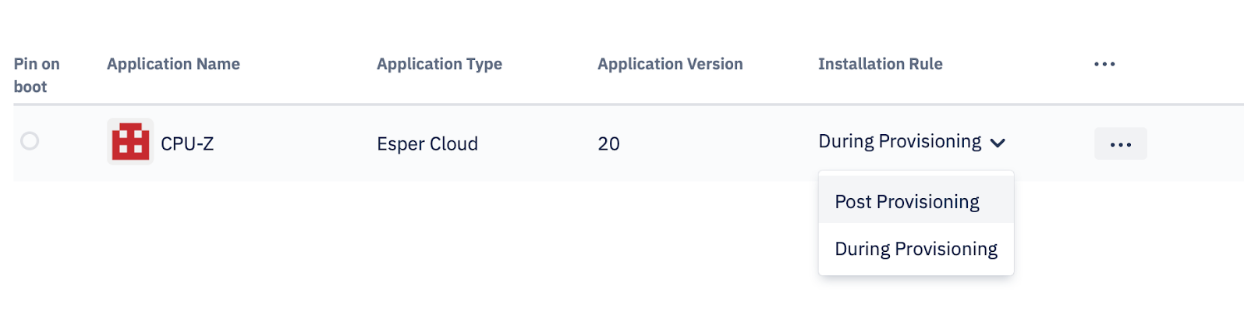 Pin on boot
Application Name
Application Type
Application Version
Installation Rule
...
CPU-Z
Esper Cloud
20
During Provisioning
...
Post Provisioning
During Provisioning